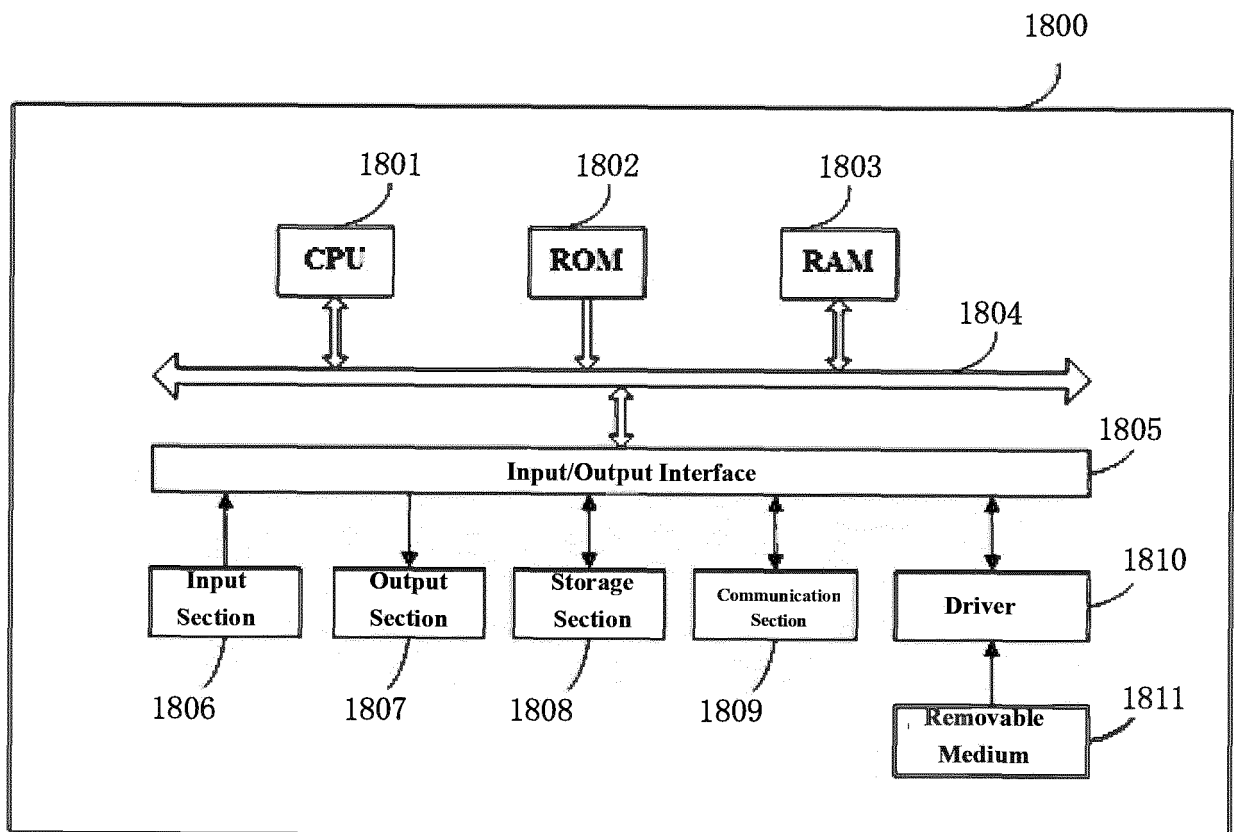 1800
1801
1802
1803
CPU
ROM
RAM
1804
1805
Input/Output Interface
1810
Input
Section
Output
Section
Storage
Section
Communication
Section
Driver
1806
1807
1808
1809
1811
Removable
Medium